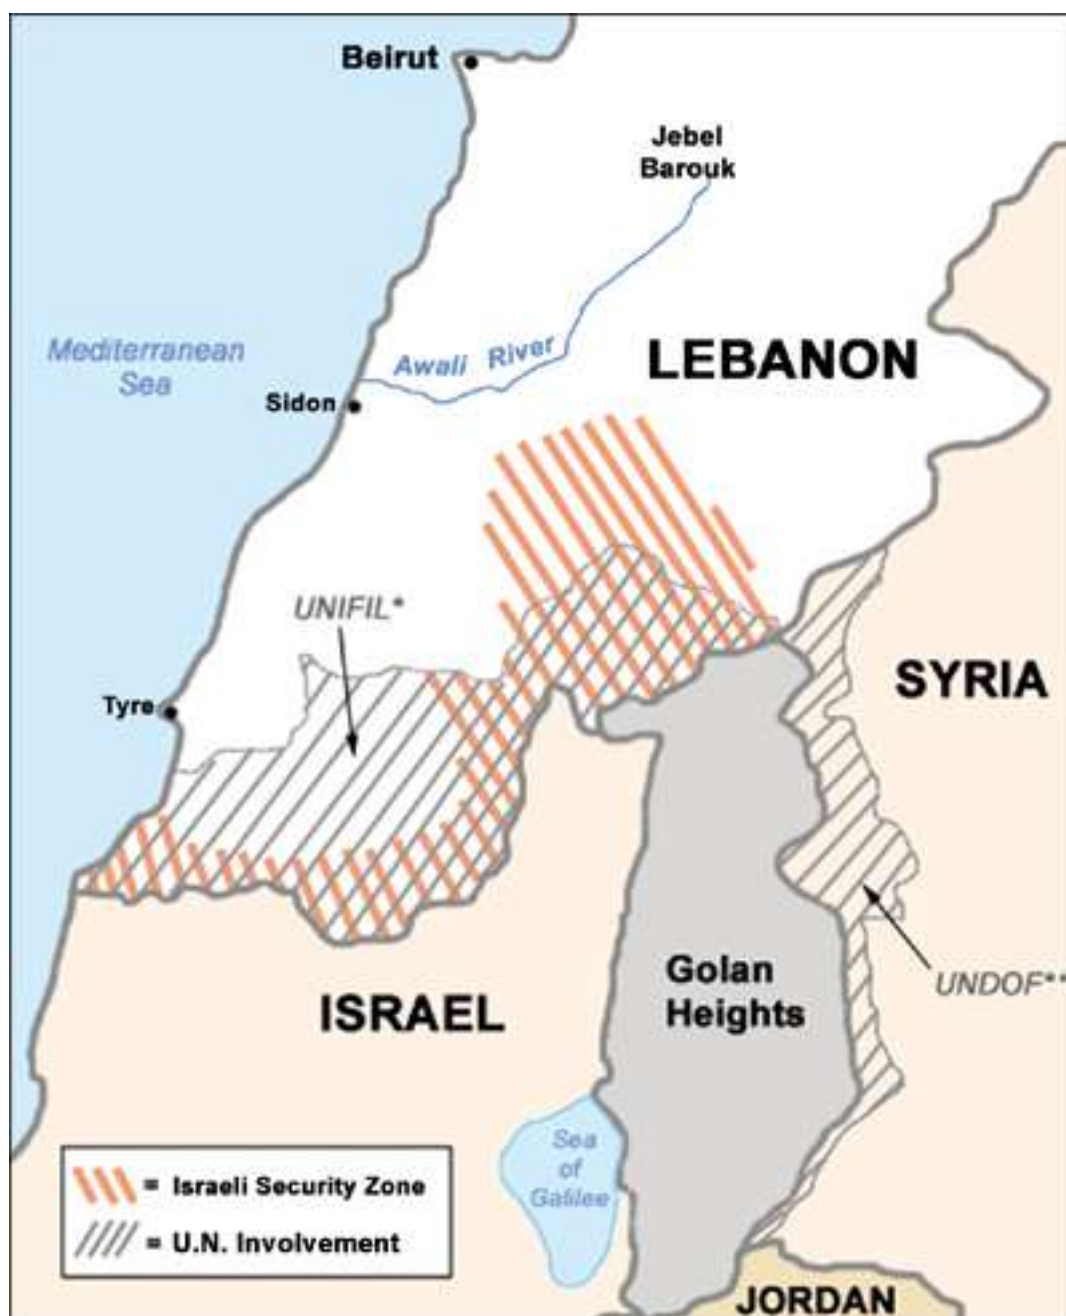 Beirut
Jebel
Barouk
Mediterranean
Sea
Awali River
LEBANON
Sidon
UNIFIL*
SYRIA
Tyre
Golan
Heights
UNDOF**
ISRAEL
Sea
of
Galilee
= Israeli Security Zone
= U.N. Involvement
JORDAN